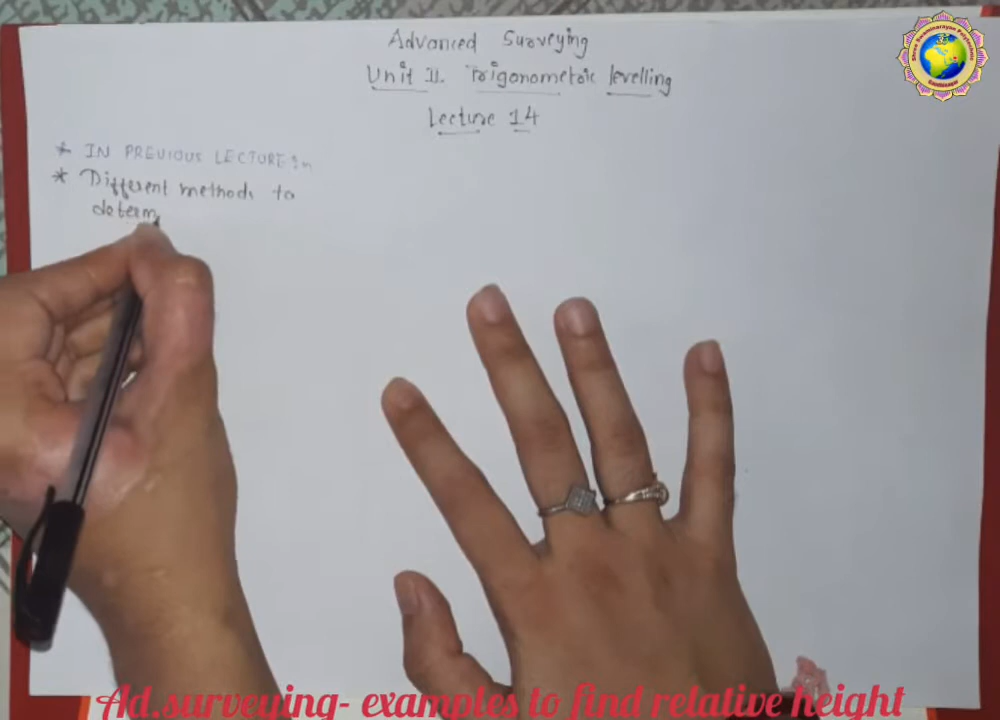 Advanced Surveying
Unit II. Trigonometric levelling
Lecture 14
* IN PREVIOUS LECTURE:-
* Different methods to
determ
Ad.surveying- examples to find relative height